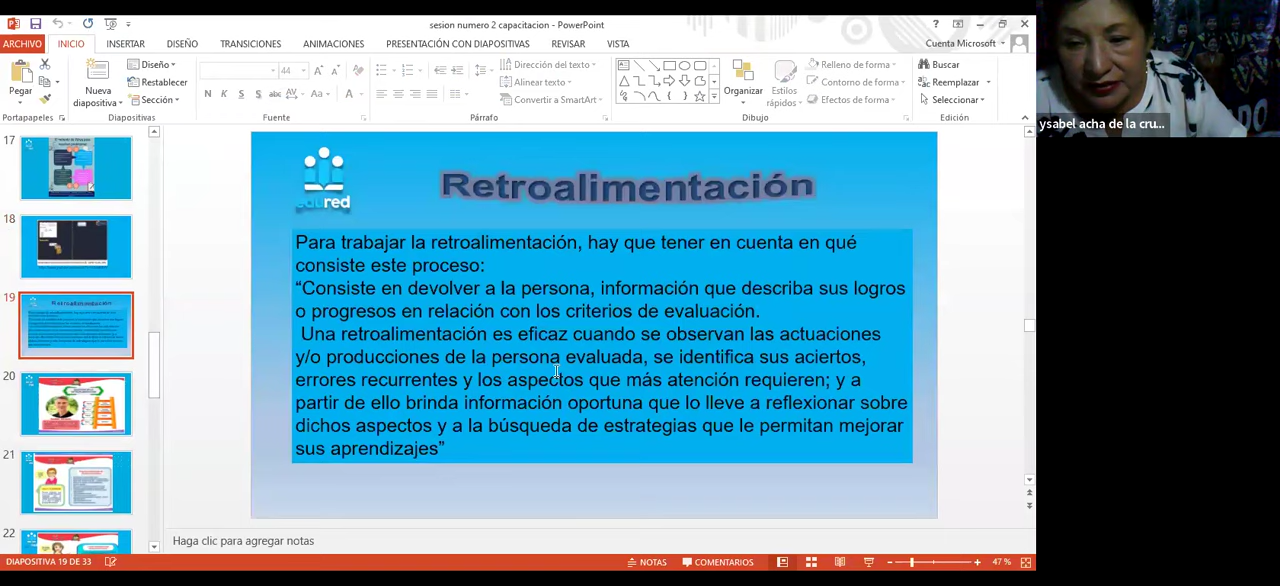 sesion numero 2 capacitacion - PowerPoint
ARCHIVO INICIO INSERTAR DISEÑO TRANSICIONES ANIMACIONES PRESENTACIÓN CON DIAPOSITIVAS REVISAR VISTA Cuenta Microsoft
Pegar
Nueva diapositiva
Diseño
Restablecer
Sección
44
N K S S abc AV Aa A
Dirección del texto
Alinear texto
Convertir a SmartArt
Organizar
Estilos rápidos
Relleno de forma
Contorno de forma
Efectos de forma
Buscar
Reemplazar
Seleccionar
Portapapeles Diapositivas Fuente Párrafo Dibujo Edición
ysabel acha de la cru...
17
18
19
20
21
22
edured
Retroalimentación
Para trabajar la retroalimentación, hay que tener en cuenta en qué
consiste este proceso:
“Consiste en devolver a la persona, información que describa sus logros
o progresos en relación con los criterios de evaluación.
Una retroalimentación es eficaz cuando se observan las actuaciones
y/o producciones de la persona evaluada, se identifica sus aciertos,
errores recurrentes y los aspectos que más atención requieren; y a
partir de ello brinda información oportuna que lo lleve a reflexionar sobre
dichos aspectos y a la búsqueda de estrategias que le permitan mejorar
sus aprendizajes”
Haga clic para agregar notas
DIAPOSITIVA 19 DE 33 NOTAS COMENTARIOS 47 %